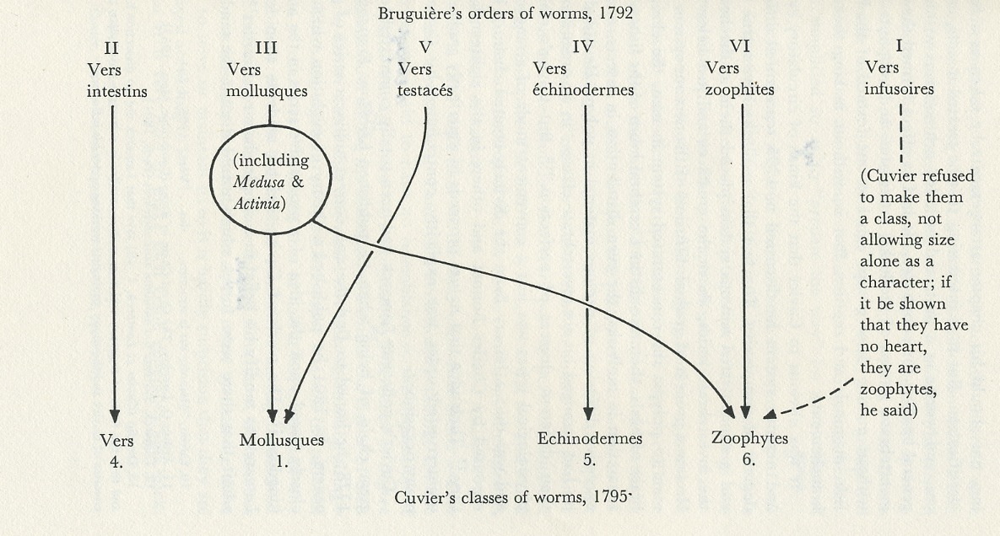 Bruguière's orders of worms, 1792
II
Vers
intestins
III
Vers
mollusques
V
Vers
testacés
IV
Vers
échinodermes
VI
Vers
zoophites
I
Vers
infusoires
(including
Medusa &
Actinia)
(Cuvier refused
to make them
a class, not
allowing size
alone as a
character; if
it be shown
that they have
no heart,
they are
zoophytes,
he said)
Vers
4.
Mollusques
1.
Echinodermes
5.
Zoophytes
6.
Cuvier's classes of worms, 1795